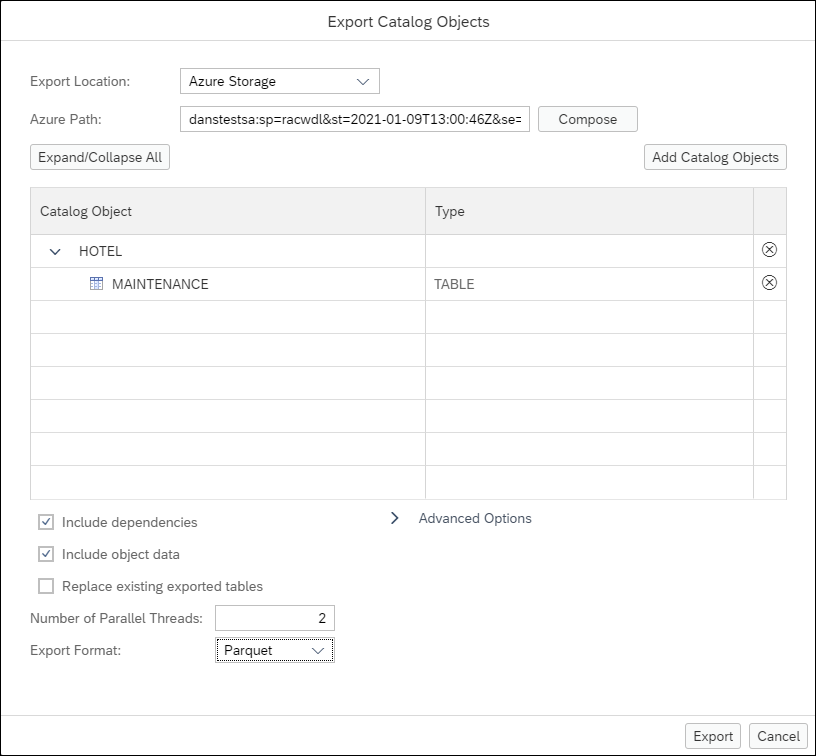 Export Catalog Objects
Export Location: Azure Storage
Azure Path: danstestsa:sp=racwdl&st=2021-01-09T13:00:46Z&se= Compose
Expand/Collapse All Add Catalog Objects
Catalog Object Type
HOTEL
MAINTENANCE TABLE
Include dependencies Advanced Options
Include object data
Replace existing exported tables
Number of Parallel Threads: 2
Export Format: Parquet
Export Cancel